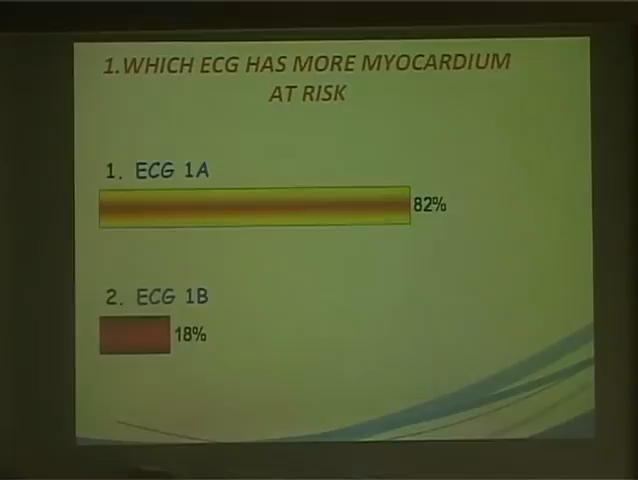 1.WHICH ECG HAS MORE MYOCARDIUM
AT RISK
1. ECG 1A
82%
2. ECG 1B
18%